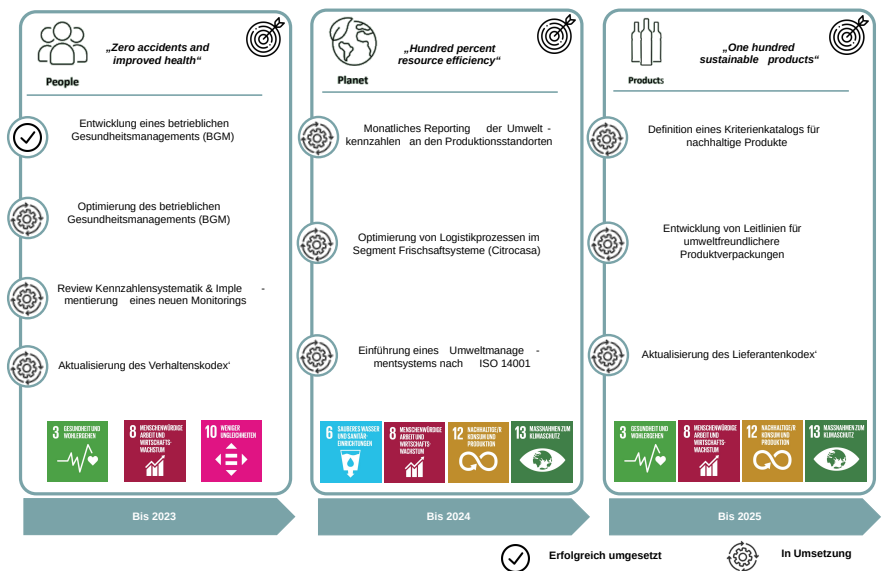 „Zero accidents and
improved health“
People
Entwicklung eines betrieblichen
Gesundheitsmanagements (BGM)
Optimierung des betrieblichen
Gesundheitsmanagements (BGM)
Review Kennzahlensystematik & Imple -
mentierung eines neuen Monitorings
Aktualisierung des Verhaltenskodex‘
3 GESUNDHEIT UND
WOHLERGEHEN
8 MENSCHENWÜRDIGE
ARBEIT UND
WIRTSCHAFTS-
WACHSTUM
10 WENIGER
UNGLEICHHEITEN
Bis 2023
„Hundred percent
resource efficiency“
Planet
Monatliches Reporting der Umwelt -
kennzahlen an den Produktionsstandorten
Optimierung von Logistikprozessen im
Segment Frischsaftsysteme (Citrocasa)
Einführung eines Umweltmanage -
mentsystems nach ISO 14001
6 SAUBERES WASSER
UND SANITÄR-
EINRICHTUNGEN
8 MENSCHENWÜRDIGE
ARBEIT UND
WIRTSCHAFTS-
WACHSTUM
12 NACHHALTIGE/R
KONSUM UND
PRODUKTION
13 MASSNAHMEN ZUM
KLIMASCHUTZ
Bis 2024
„One hundred
sustainable products“
Products
Definition eines Kriterienkatalogs für
nachhaltige Produkte
Entwicklung von Leitlinien für
umweltfreundlichere
Produktverpackungen
Aktualisierung des Lieferantenkodex‘
3 GESUNDHEIT UND
WOHLERGEHEN
8 MENSCHENWÜRDIGE
ARBEIT UND
WIRTSCHAFTS-
WACHSTUM
12 NACHHALTIGE/R
KONSUM UND
PRODUKTION
13 MASSNAHMEN ZUM
KLIMASCHUTZ
Bis 2025
Erfolgreich umgesetzt
In Umsetzung